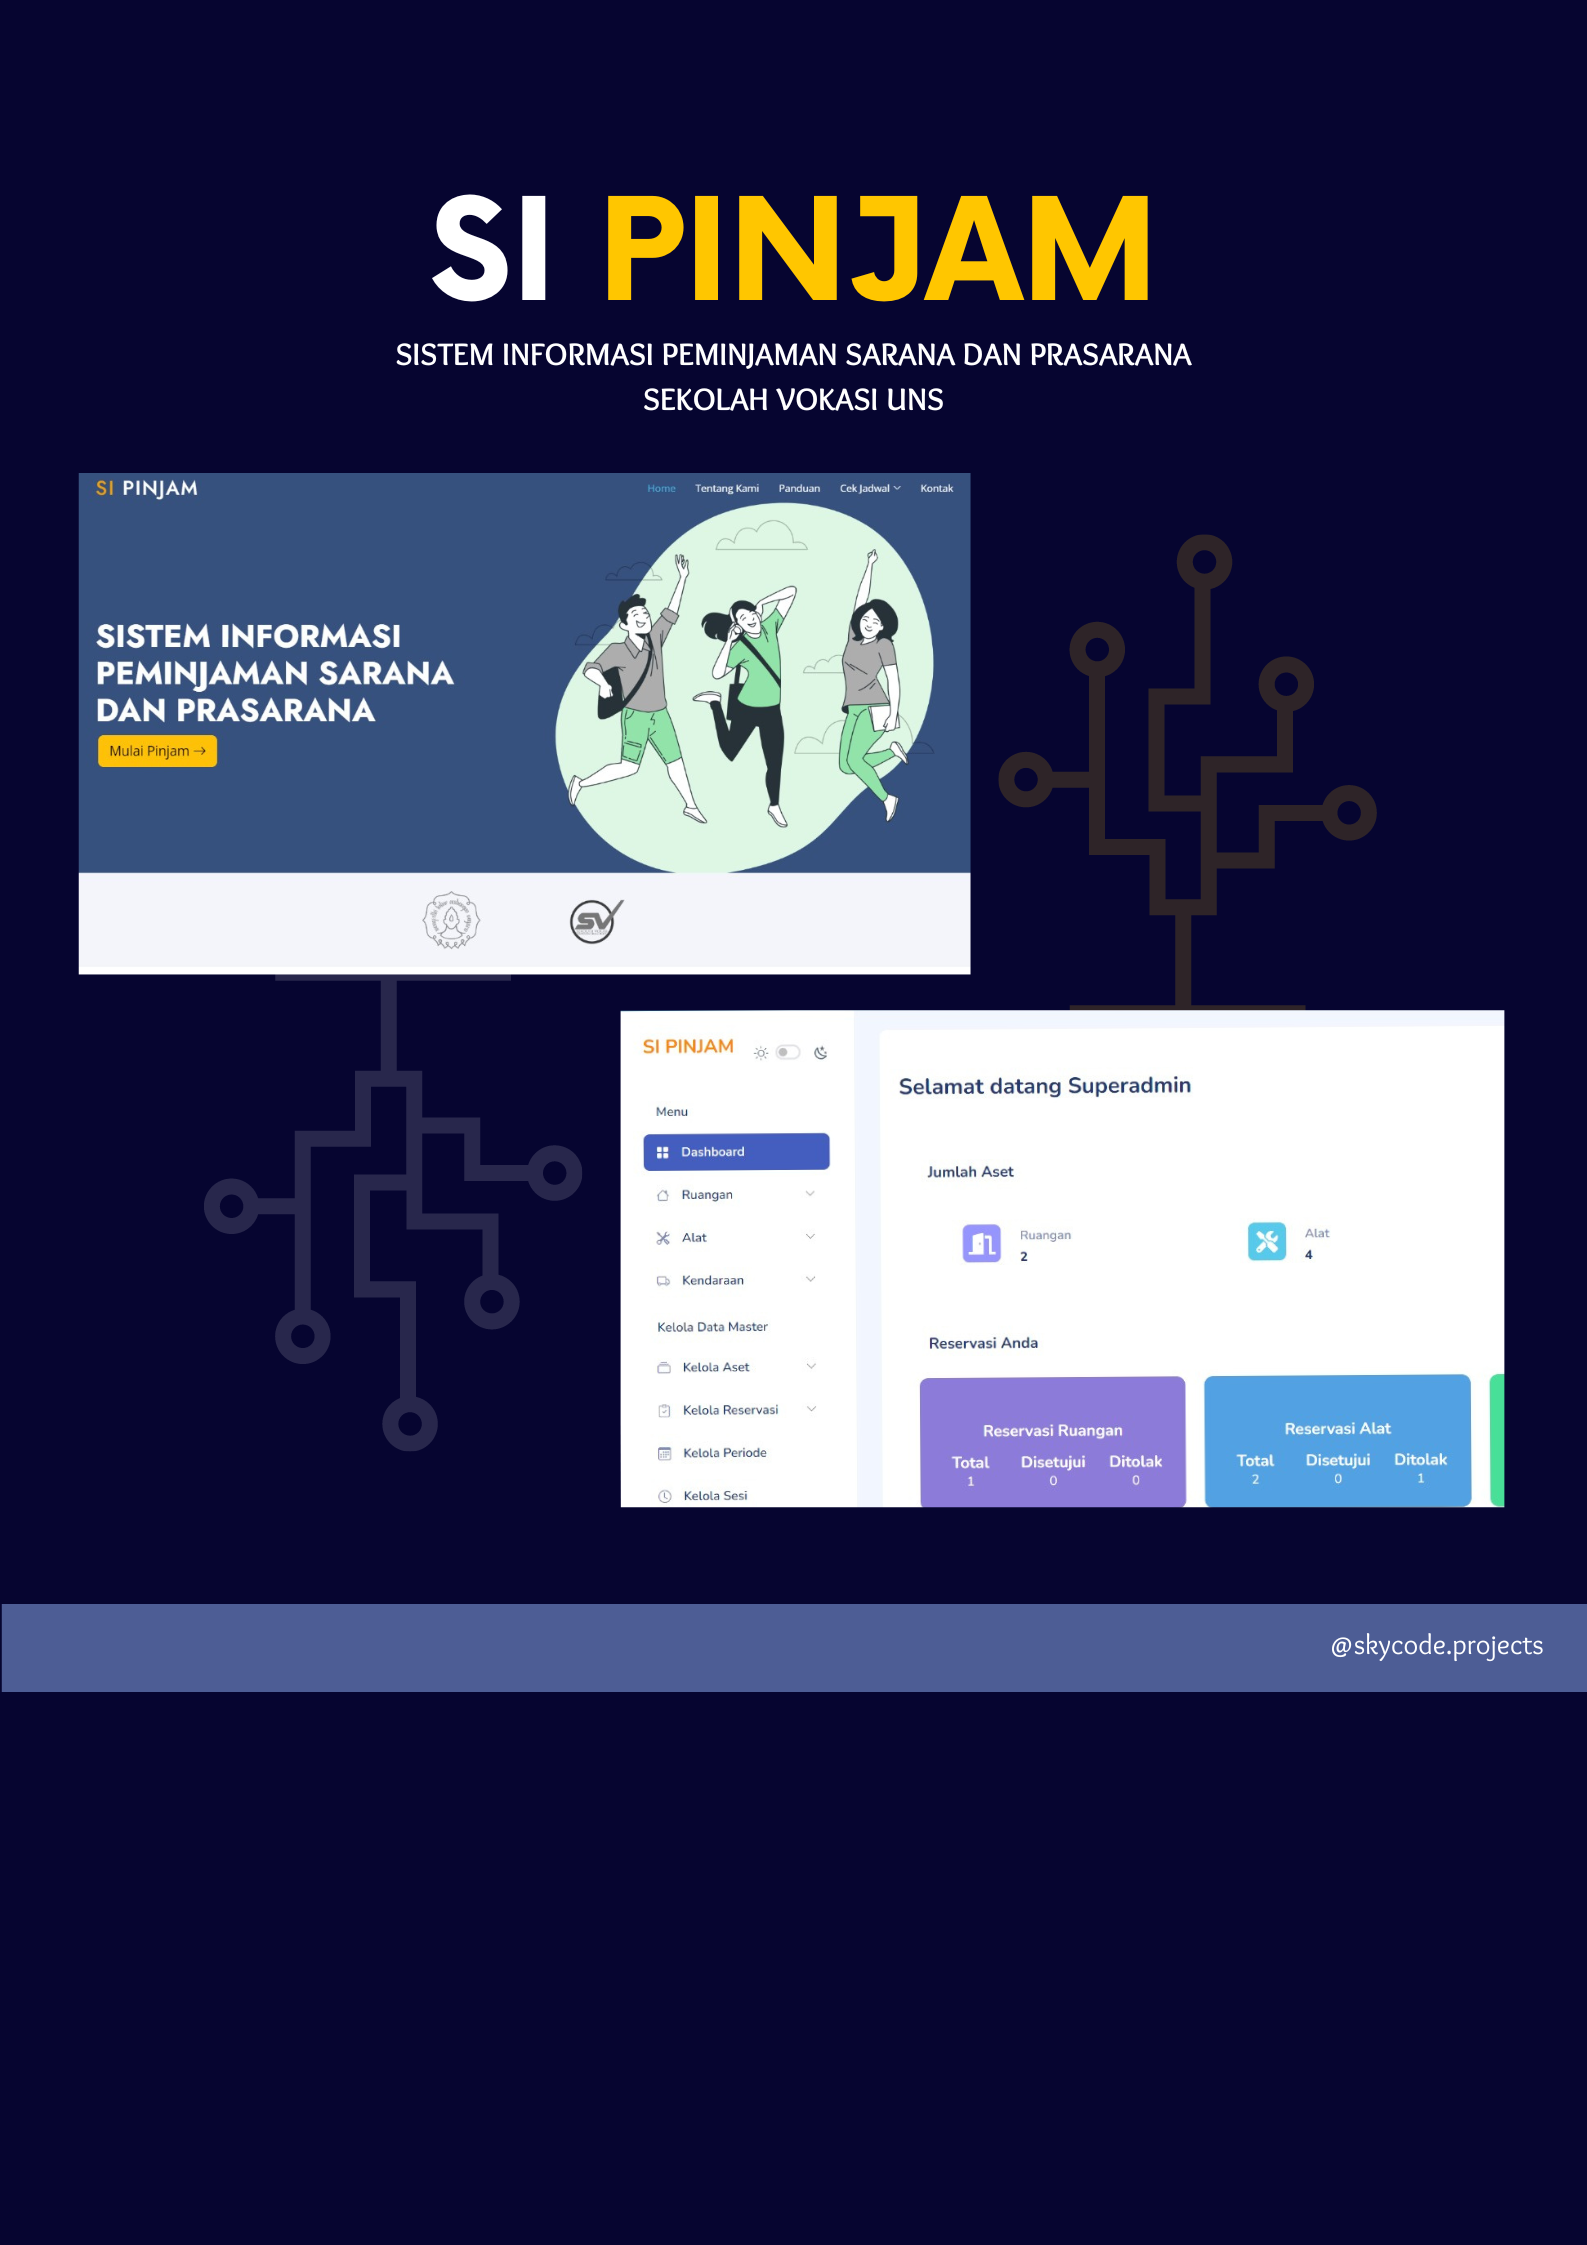 SI PINJAM
SISTEM INFORMASI PEMINJAMAN SARANA DAN PRASARANA
SEKOLAH VOKASI UNS
SI PINJAM
Home Tentang Kami Panduan Cek Jadwal Kontak
SISTEM INFORMASI
PEMINJAMAN SARANA
DAN PRASARANA
Mulai Pinjam →
SV
SI PINJAM
Menu
Dashboard
Ruangan
Alat
Kendaraan
Kelola Data Master
Kelola Aset
Kelola Reservasi
Kelola Periode
Kelola Sesi
Selamat datang Superadmin
Jumlah Aset
Ruangan
2
Alat
4
Reservasi Anda
Reservasi Ruangan
Total Disetujui Ditolak
1 0 0
Reservasi Alat
Total Disetujui Ditolak
2 0 1
@skycode.projects